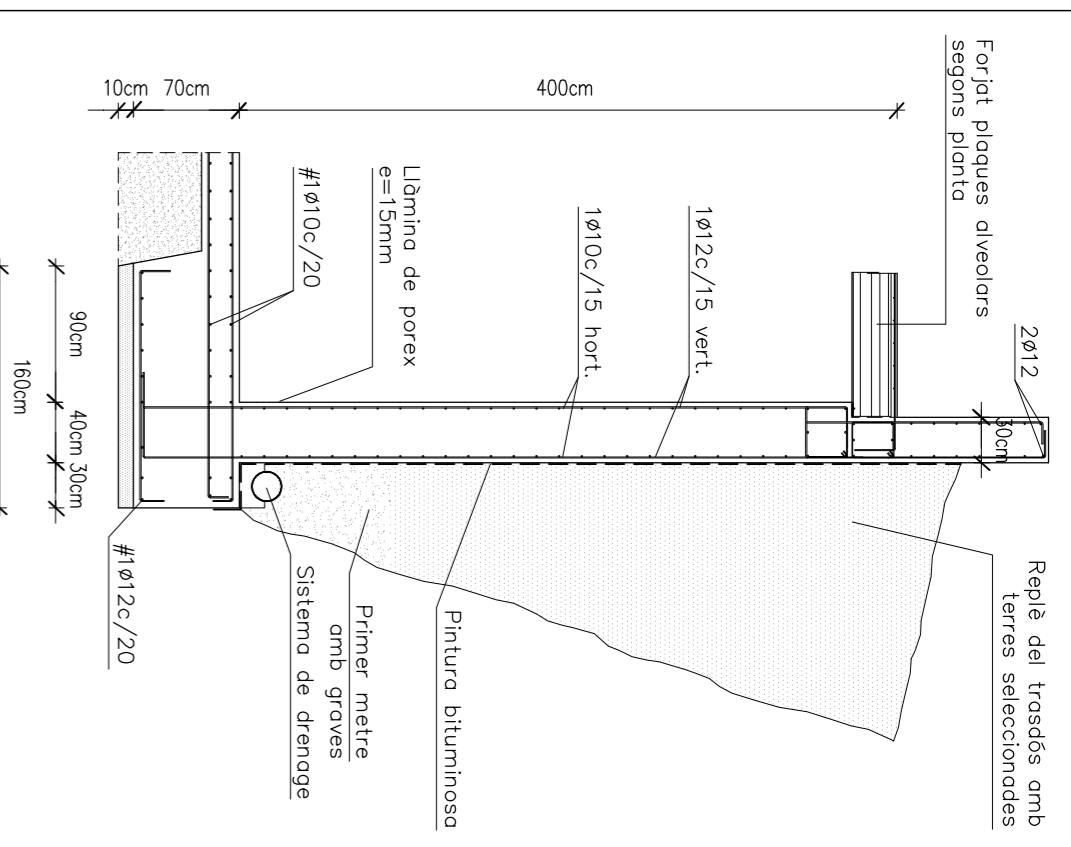 10cm
70cm
400cm
Forjat plaques alveolars
segons planta
2ø12
1ø12c/15 vert.
1ø10c/15 hort.
Llàmina de porex
e=15mm
#1ø10c/20
90cm
40cm
30cm
160cm
30cm
#1ø12c/20
Sistema de drenage
Primer metre
amb graves
Pintura bituminosa
Replè del trasdós amb
terres seleccionades